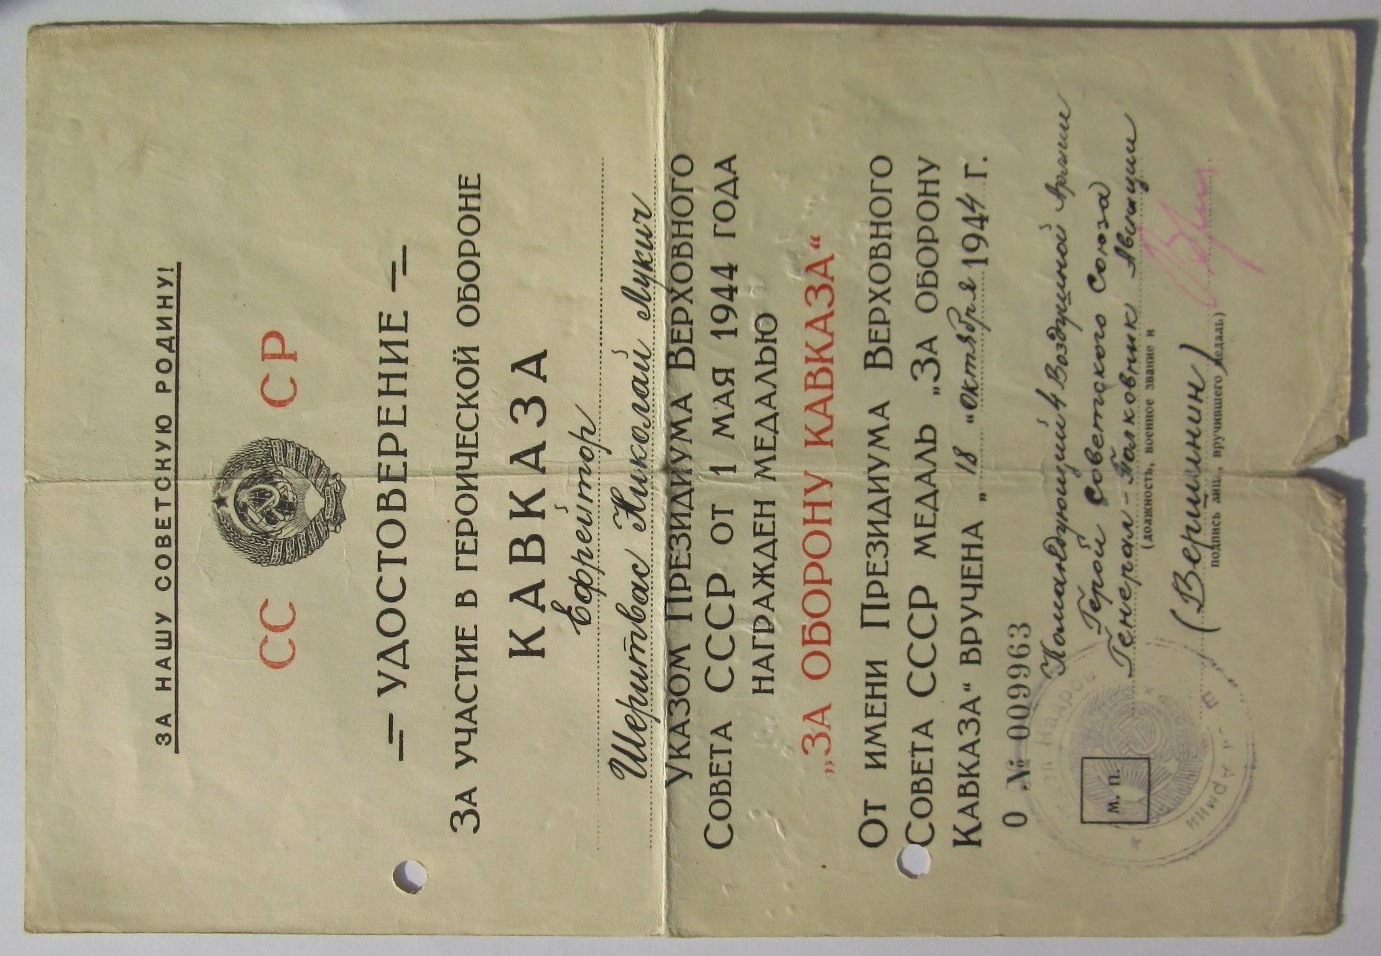 ЗА НАШУ СОВЕТСКУЮ РОДИНУ!
СС СР
УДОСТОВЕРЕНИЕ
ЗА УЧАСТИЕ В ГЕРОИЧЕСКОЙ ОБОРОНЕ
КАВКАЗА
Ефрейтор
Шеритвас Николай Лукич
УКАЗОМ ПРЕЗИДИУМА ВЕРХОВНОГО
СОВЕТА СССР ОТ 1 МАЯ 1944 ГОДА
НАГРАЖДЕН МЕДАЛЬЮ
„ЗА ОБОРОНУ КАВКАЗА“
ОТ ИМЕНИ ПРЕЗИДИУМА ВЕРХОВНОГО
СОВЕТА СССР МЕДАЛЬ „ЗА ОБОРОНУ
КАВКАЗА“ ВРУЧЕНА „18 “ Октября 1944 Г.
О № 009963
Командующий 4 Воздушной Армии
Герой Советского Союза
Генерал-Полковник Авиации
(должность, военное звание и
(Вершинин)
подпись лица, вручившего медаль)
М. П.